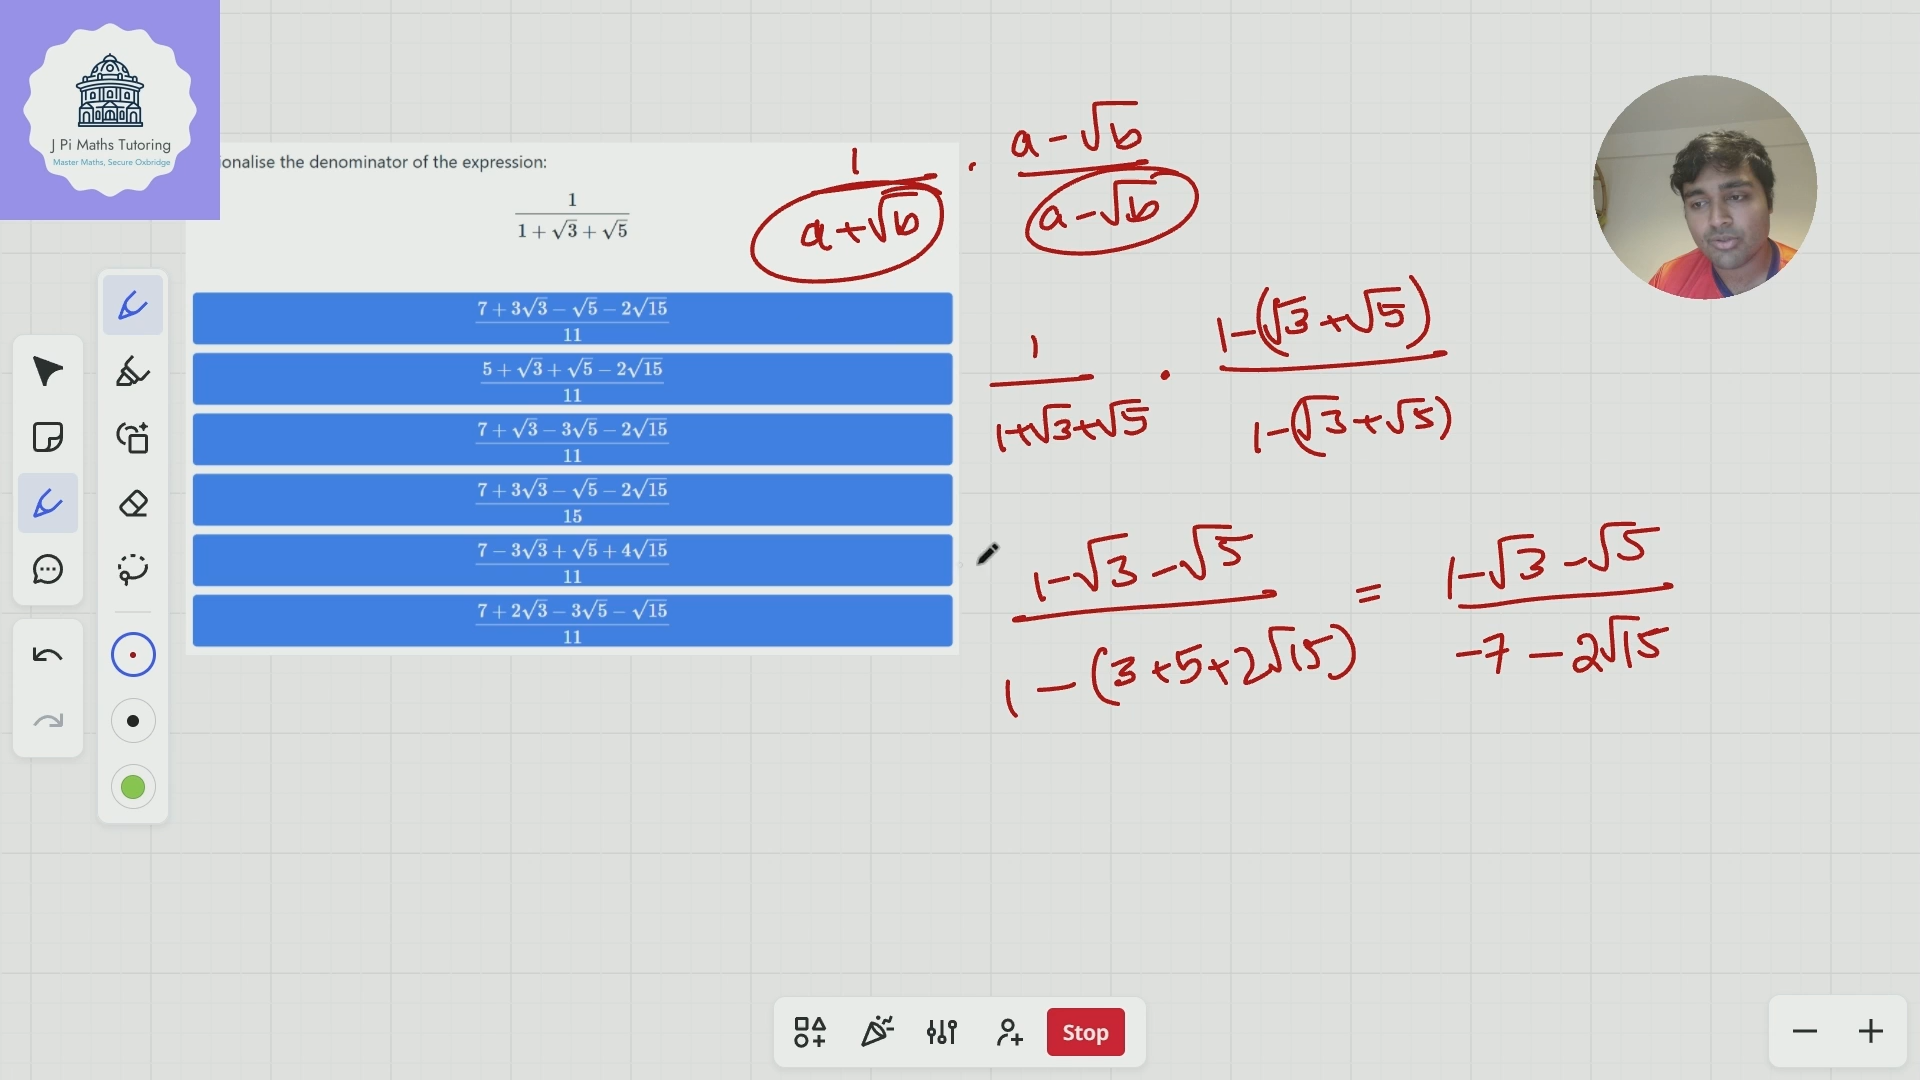 J Pi Maths Tutoring
Master Maths, Secure Oxbridge
ionalise the denominator of the expression:
1
1 + √3 + √5
7 + 3√3 − √5 − 2√15
11
5 + √3 + √5 − 2√15
11
7 + √3 − 3√5 − 2√15
11
7 + 3√3 − √5 − 2√15
15
7 − 3√3 + √5 + 4√15
11
7 + 2√3 − 3√5 − √15
11
1 · a − √b
a + √b a − √b
1 · 1 − (√3 + √5)
1 + √3 + √5 1 − (√3 + √5)
1 − √3 − √5 = 1 − √3 − √5
1 − (3 + 5 + 2√15) −7 − 2√15
Stop